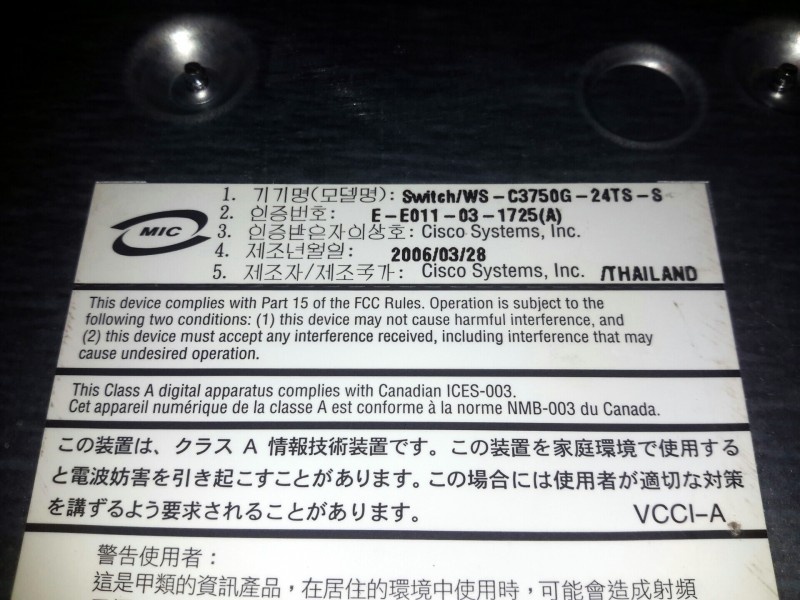 MIC
1. 기기명(모델명): Switch/WS-C3750G-24TS-S
2. 인증번호: E-E011-03-1725(A)
3. 인증받은자의상호: Cisco Systems, Inc.
4. 제조년월일: 2006/03/28
5. 제조자/제조국가: Cisco Systems, Inc. /THAILAND
This device complies with Part 15 of the FCC Rules. Operation is subject to the
following two conditions: (1) this device may not cause harmful interference, and
(2) this device must accept any interference received, including interference that may
cause undesired operation.
This Class A digital apparatus complies with Canadian ICES-003.
Cet appareil numérique de la classe A est conforme à la norme NMB-003 du Canada.
この装置は、クラス A 情報技術装置です。この装置を家庭環境で使用する
と電波妨害を引き起こすことがあります。この場合には使用者が適切な対策
を講ずるよう要求されることがあります。 VCCI-A
警告使用者：
這是甲類的資訊產品，在居住的環境中使用時，可能會造成射頻